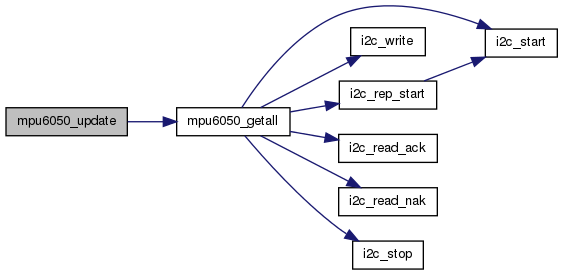 mpu6050_update
mpu6050_getall
i2c_write
i2c_start
i2c_rep_start
i2c_read_ack
i2c_read_nak
i2c_stop